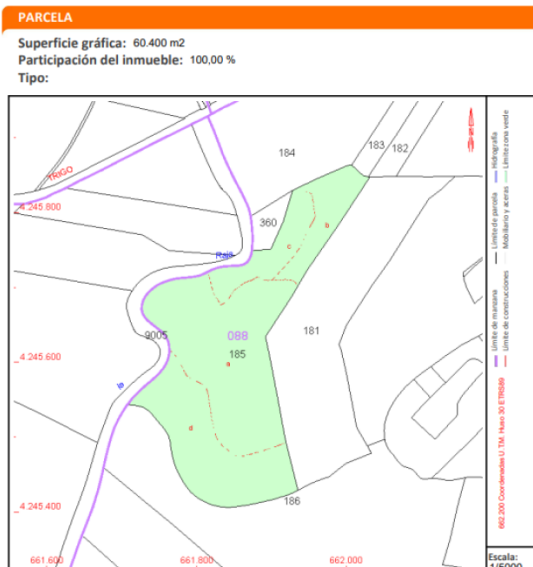 PARCELA
Superficie gráfica: 60.400 m2
Participación del inmueble: 100,00 %
Tipo:
184
183
182
TRIGO
4.245.800
360
b
c
Raja
9005
088
185
181
4.245.600
a
la
d
4.245.400
186
661.600
661.800
662.000
Hidrografía
Límite zona verde
Límite de parcela
Mobiliario y aceras
Límite de manzana
Límite de construcciones
662.200 Coordenadas U.T.M. Huso 30 ETRS89
Escala:
1/5000